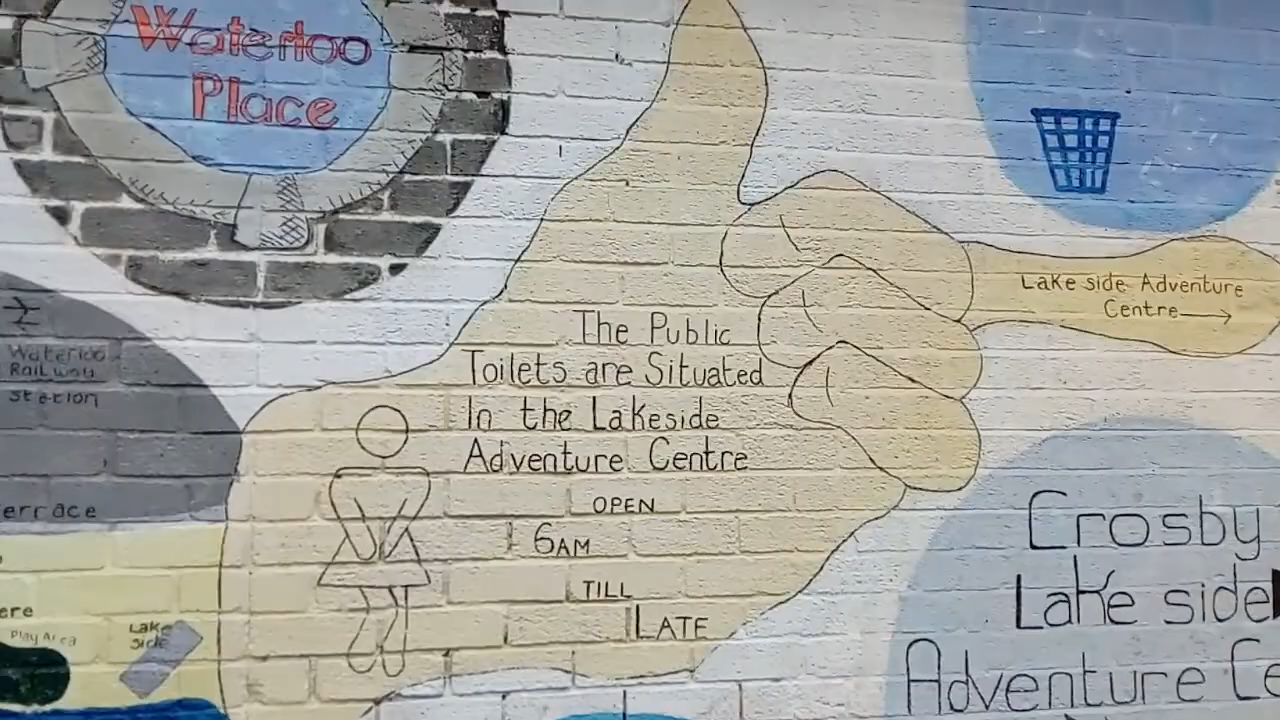 Waterloo
Place
Lake side Adventure
Centre
Waterloo
Railway
Station
The Public
Toilets are Situated
In the Lakeside
Adventure Centre
OPEN
6AM
TILL
LATE
errace
ere
Play Area
Lake
side
Crosby
Lake side
Adventure Ce